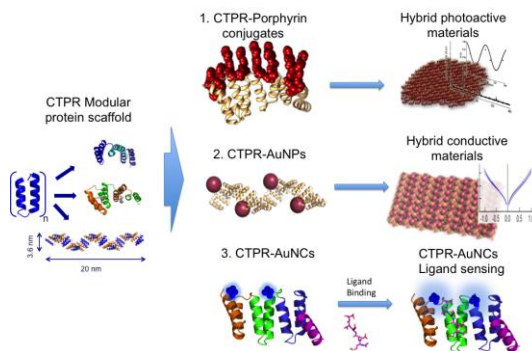 1. CTPR-Porphyrin
conjugates
Hybrid photoactive
materials
CTPR Modular
protein scaffold
n
3.6 nm
20 nm
2. CTPR-AuNPs
Hybrid conductive
materials
3. CTPR-AuNCs
Ligand
Binding
CTPR-AuNCs
Ligand sensing